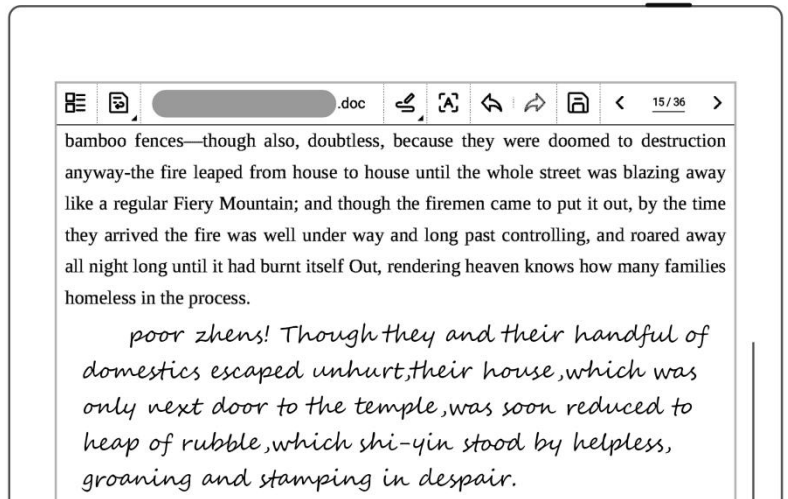 .doc
15/36
bamboo fences—though also, doubtless, because they were doomed to destruction
anyway-the fire leaped from house to house until the whole street was blazing away
like a regular Fiery Mountain; and though the firemen came to put it out, by the time
they arrived the fire was well under way and long past controlling, and roared away
all night long until it had burnt itself Out, rendering heaven knows how many families
homeless in the process.
poor zhens! Though they and their handful of
domestics escaped unhurt,their house,which was
only next door to the temple,was soon reduced to
heap of rubble,which shi-yin stood by helpless,
groaning and stamping in despair.